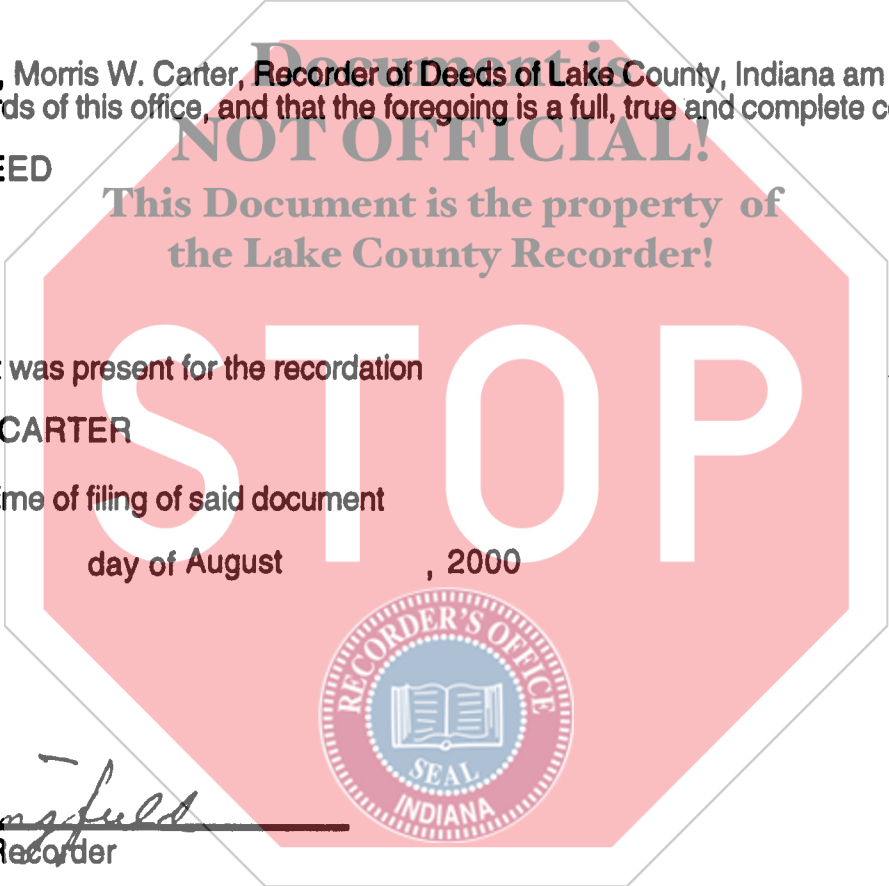 Document is
, Morris W. Carter, Recorder of Deeds of Lake County, Indiana am
rds of this office, and that the foregoing is a full, true and complete c
NOT OFFICIAL!
EED
This Document is the property of
the Lake County Recorder!
STOP
t was present for the recordation
CARTER
me of filing of said document
day of August , 2000
RECORDER'S OFFICE
SEAL
INDIANA
Recorder